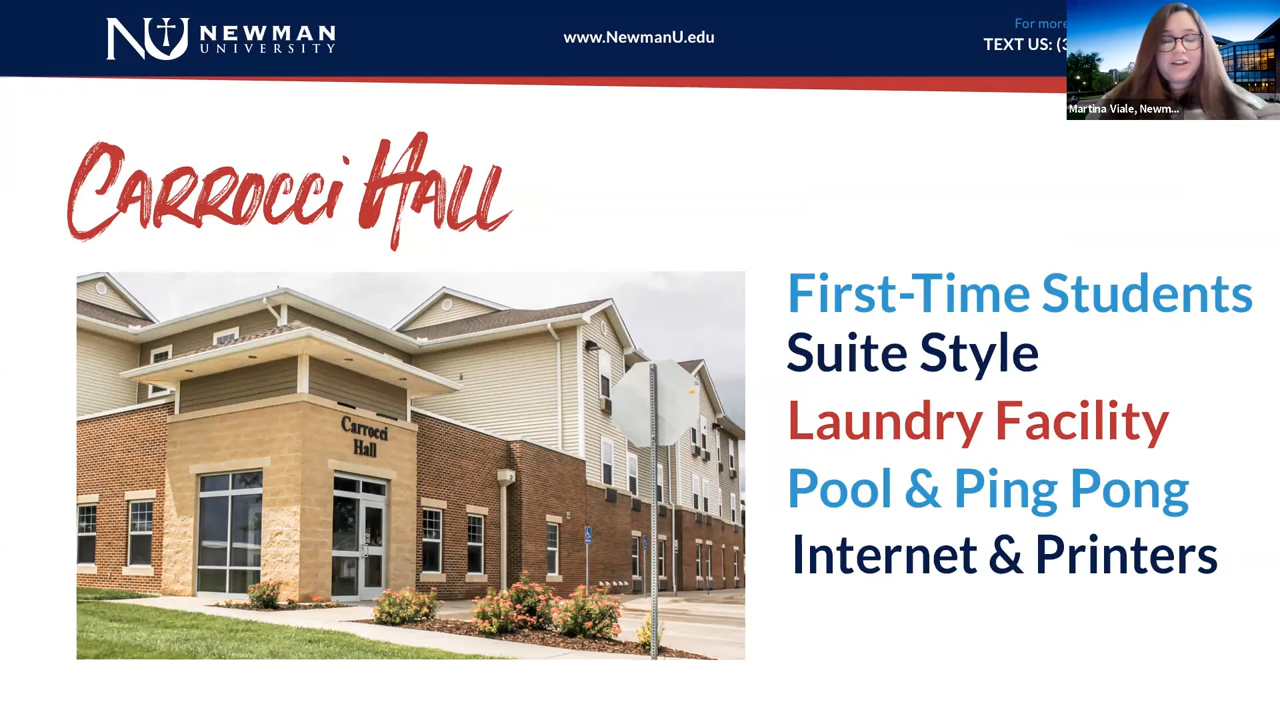 NU NEWMAN
UNIVERSITY
www.NewmanU.edu
For more
TEXT US: (3
Martina Viale, Newm...
CARROCCI HALL
Carrocci
Hall
First-Time Students
Suite Style
Laundry Facility
Pool & Ping Pong
Internet & Printers